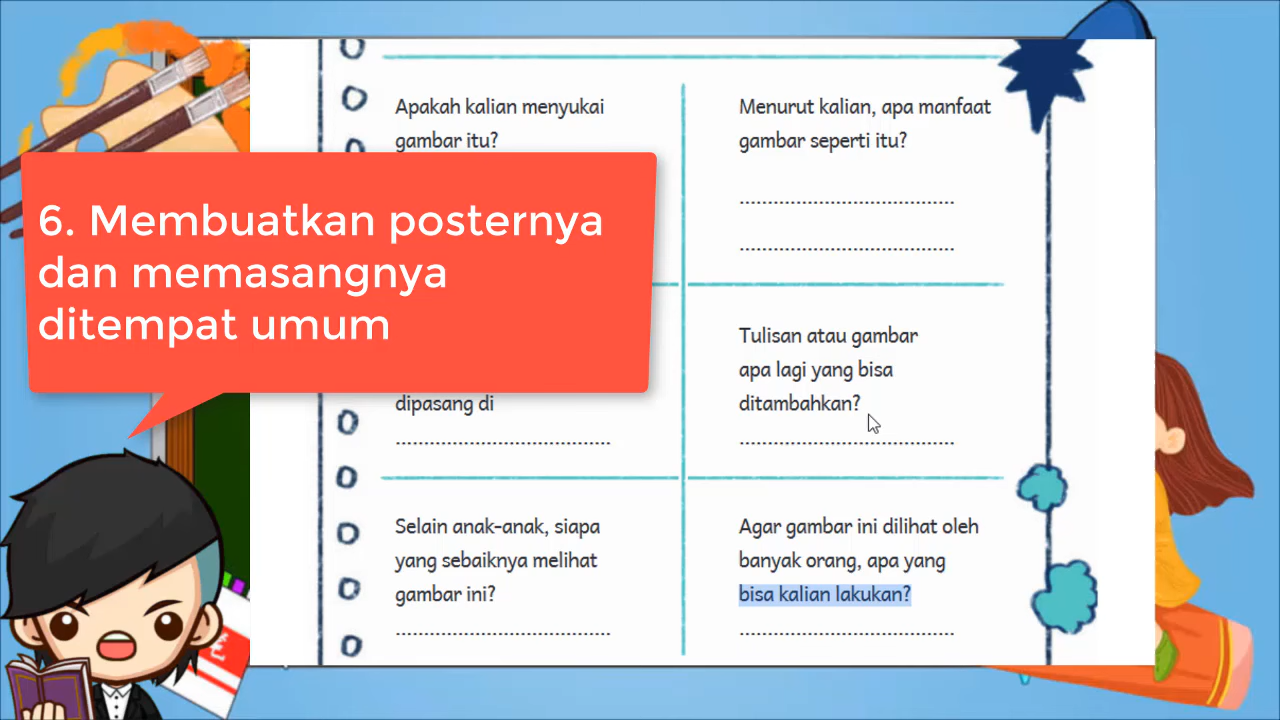 Apakah kalian menyukai
gambar itu?
Menurut kalian, apa manfaat
gambar seperti itu?
.....................................
.....................................
6. Membuatkan posternya
dan memasangnya
ditempat umum
dipasang di
.....................................
Tulisan atau gambar
apa lagi yang bisa
ditambahkan?
.....................................
Selain anak-anak, siapa
yang sebaiknya melihat
gambar ini?
.....................................
Agar gambar ini dilihat oleh
banyak orang, apa yang
bisa kalian lakukan?
.....................................